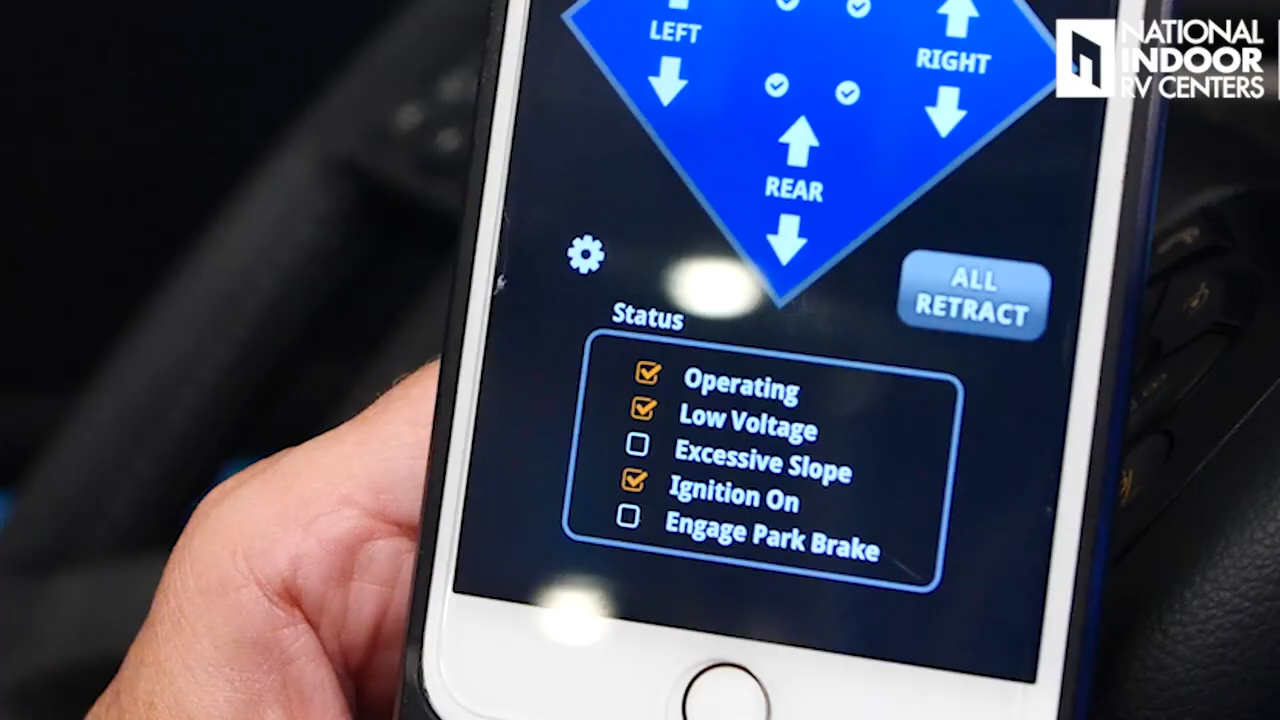 NATIONAL
INDOOR
RV CENTERS
LEFT
RIGHT
REAR
ALL
RETRACT
Status
Operating
Low Voltage
Excessive Slope
Ignition On
Engage Park Brake